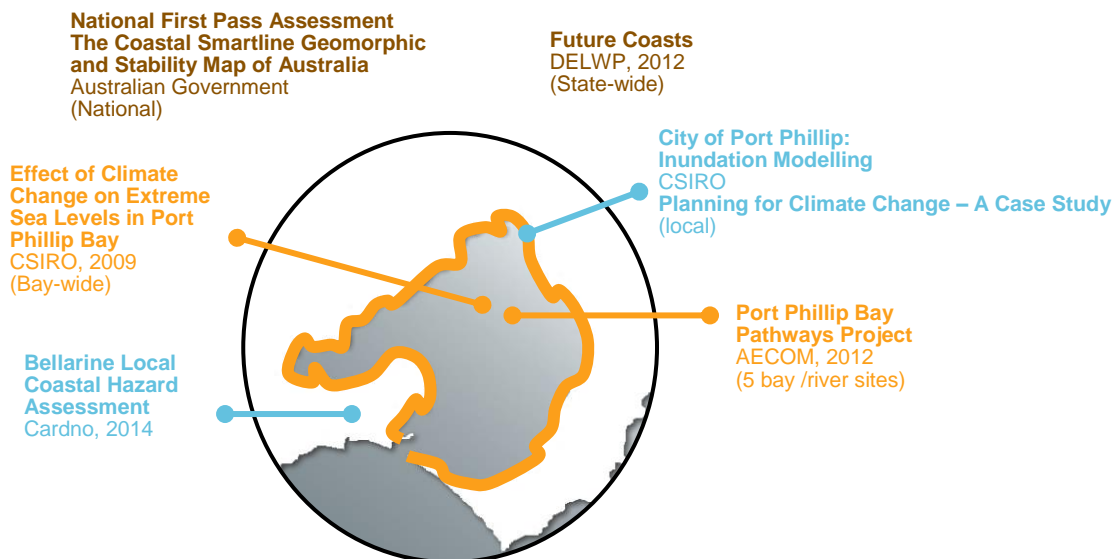 National First Pass Assessment
The Coastal Smartline Geomorphic
and Stability Map of Australia
Australian Government
(National)
Future Coasts
DELWP, 2012
(State-wide)
City of Port Phillip:
Inundation Modelling
CSIRO
Planning for Climate Change – A Case Study
(local)
Effect of Climate
Change on Extreme
Sea Levels in Port
Phillip Bay
CSIRO, 2009
(Bay-wide)
Port Phillip Bay
Pathways Project
AECOM, 2012
(5 bay /river sites)
Bellarine Local
Coastal Hazard
Assessment
Cardno, 2014